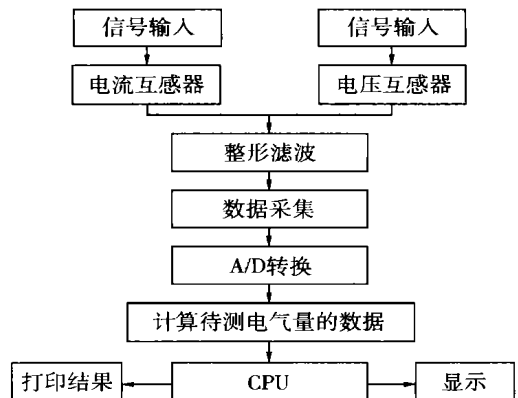 信号输入
信号输入
电流互感器
电压互感器
整形滤波
数据采集
A/D转换
计算待测电气量的数据
打印结果
CPU
显示